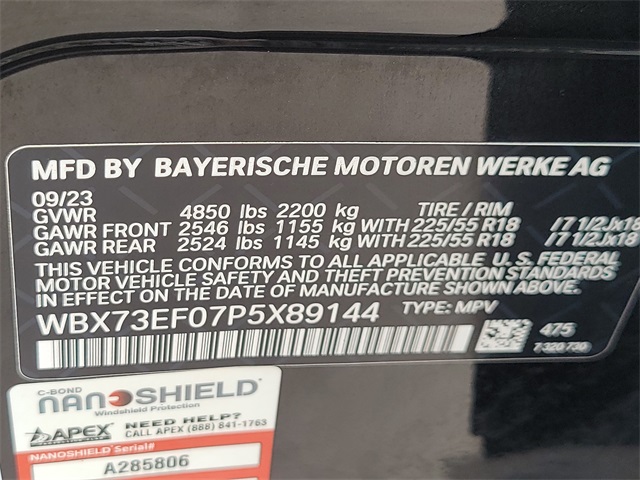 MFD BY BAYERISCHE MOTOREN WERKE AG
09/23
GVWR 4850 lbs 2200 kg TIRE / RIM
GAWR FRONT 2546 lbs 1155 kg WITH 225/55 R18 /7 1/2Jx18
GAWR REAR 2524 lbs 1145 kg WITH 225/55 R18 /7 1/2Jx18
THIS VEHICLE CONFORMS TO ALL APPLICABLE U. S. FEDERAL
MOTOR VEHICLE SAFETY AND THEFT PREVENTION STANDARDS
IN EFFECT ON THE DATE OF MANUFACTURE SHOWN ABOVE.
WBX73EF07P5X89144 TYPE: MPV
475
7 320 730
C-BOND
NANOSHIELD
Windshield Protection
APEX NEED HELP?
CALL APEX (888) 841-1763
NANOSHIELD Serial#
A285806